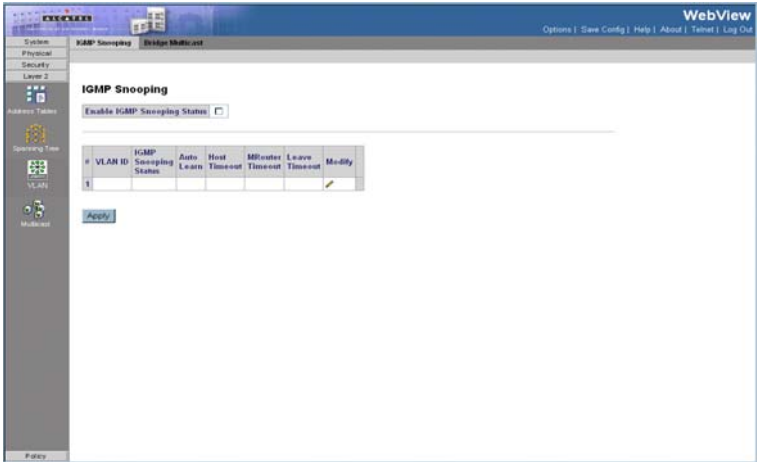 ALCATEL
WebView
Options | Save Config | Help | About | Telnet | Log Out
System
Physical
Security
Layer 2
Address Tables
Spanning Tree
VLAN
Multicast
Policy
IGMP Snooping Bridge Multicast
IGMP Snooping
Enable IGMP Snooping Status
# VLAN ID IGMP Snooping Status Auto Learn Host Timeout MRouter Timeout Leave Timeout Modify
1
Apply